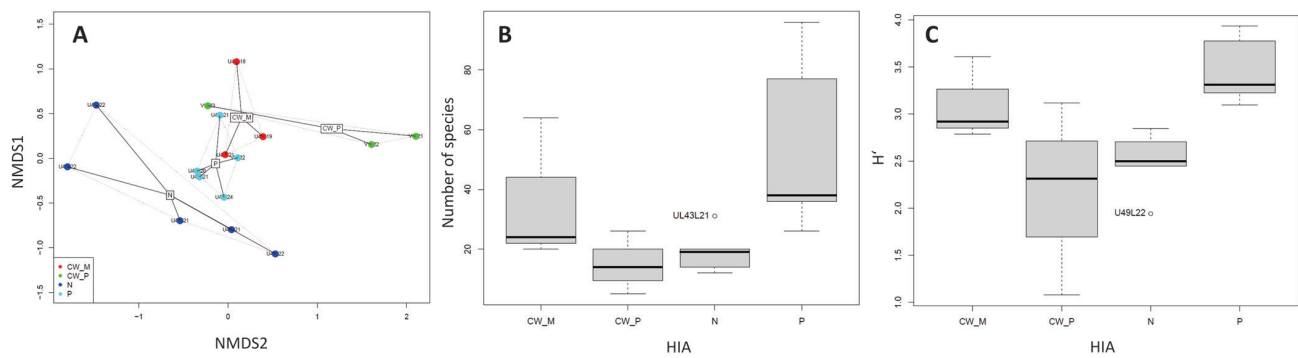 A
NMDS1
1.5
1.0
0.5
0.0
-0.5
-1.0
-1.5
CW_M
CW_P
P
N
CW_M
CW_P
N
P
-1
0
1
2
NMDS2
B
Number of species
80
60
40
20
UL43L21
CW_M
CW_P
N
P
HIA
C
H'
4.0
3.5
3.0
2.5
2.0
1.5
1.0
U49L22
CW_M
CW_P
N
P
HIA